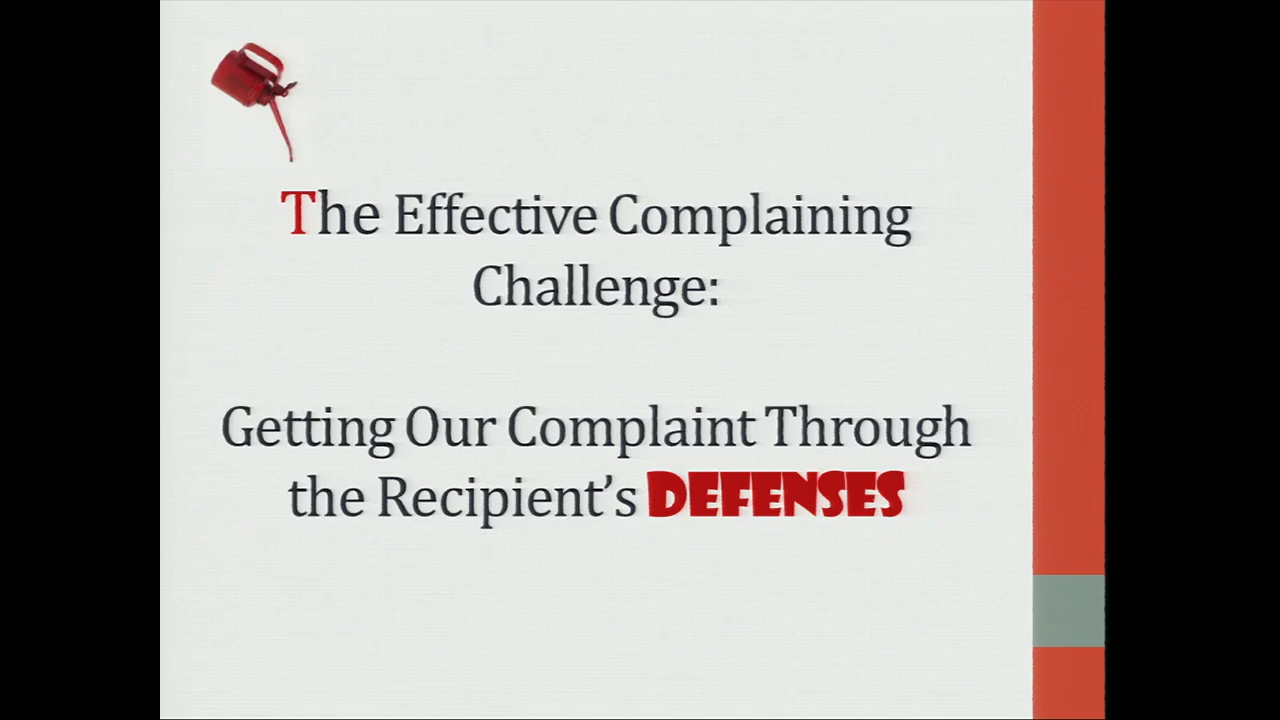 The Effective Complaining
Challenge:
Getting Our Complaint Through
the Recipient’s DEFENSES